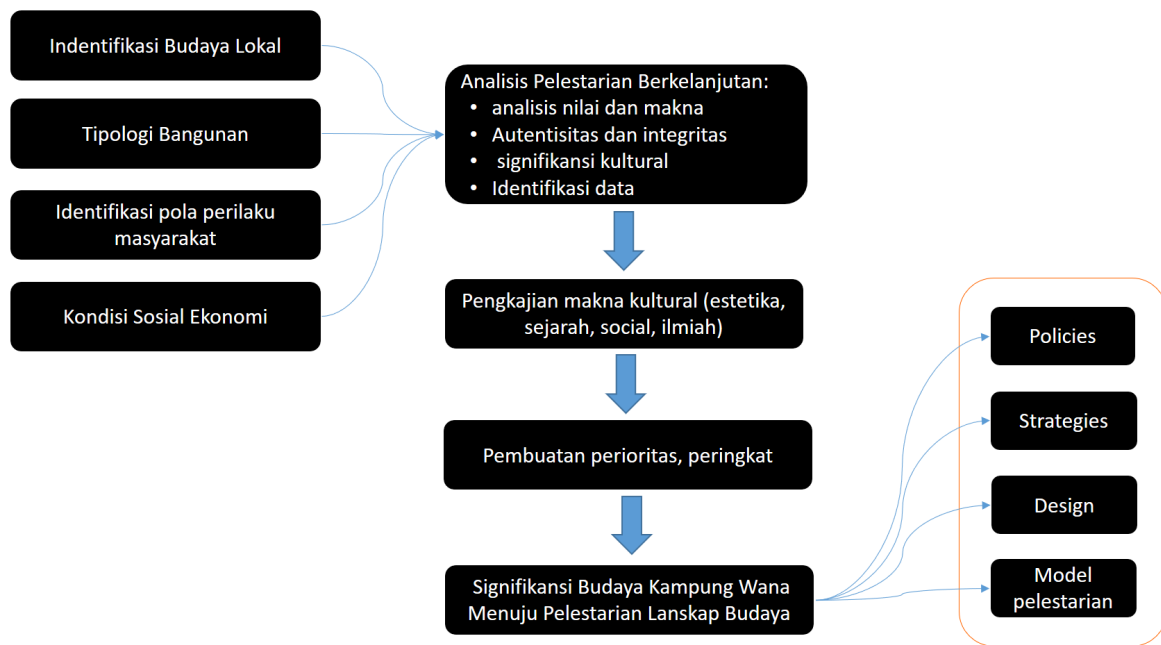 Indentifikasi Budaya Lokal
Tipologi Bangunan
Identifikasi pola perilaku
masyarakat
Kondisi Sosial Ekonomi
Analisis Pelestarian Berkelanjutan:
• analisis nilai dan makna
• Autentisitas dan integritas
• signifikansi kultural
• Identifikasi data
Pengkajian makna kultural (estetika,
sejarah, social, ilmiah)
Pembuatan perioritas, peringkat
Signifikansi Budaya Kampung Wana
Menuju Pelestarian Lanskap Budaya
Policies
Strategies
Design
Model
pelestarian